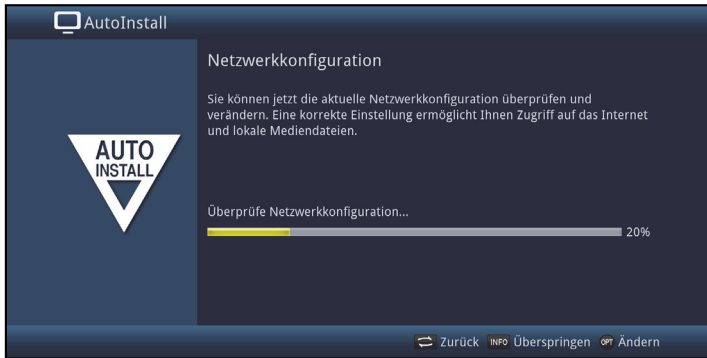 AutoInstall
Netzwerkkonfiguration
Sie können jetzt die aktuelle Netzwerkkonfiguration überprüfen und
verändern. Eine korrekte Einstellung ermöglicht Ihnen Zugriff auf das Internet
und lokale Mediendateien.
AUTO
INSTALL
Überprüfe Netzwerkkonfiguration...
20%
Zurück INFO Überspringen OPT Ändern